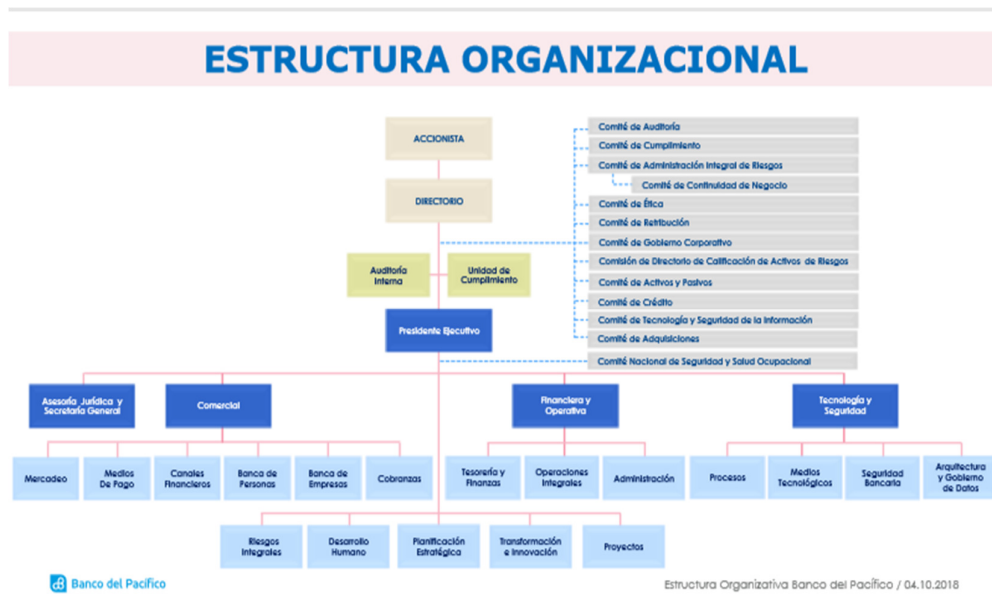 ESTRUCTURA ORGANIZACIONAL
ACCIONISTA
DIRECTORIO
Auditoría
Interna
Unidad de
Cumplimiento
Presidente Ejecutivo
Comité de Auditoría
Comité de Cumplimiento
Comité de Administración Integral de Riesgos
Comité de Continuidad de Negocio
Comité de Ética
Comité de Retribución
Comité de Gobierno Corporativo
Comisión de Directorio de Calificación de Activos de Riesgos
Comité de Activos y Pasivos
Comité de Crédito
Comité de Tecnología y Seguridad de la Información
Comité de Adquisiciones
Comité Nacional de Seguridad y Salud Ocupacional
Asesoría Jurídica y
Secretaría General
Comercial
Financiera y
Operativa
Tecnología y
Seguridad
Mercadeo
Medios
De Pago
Canales
Financieros
Banca de
Personas
Banca de
Empresas
Cobranzas
Tesorería y
Finanzas
Operaciones
Integrales
Administración
Procesos
Medios
Tecnológicos
Seguridad
Bancaria
Arquitectura
y Gobierno
de Datos
Riesgos
Integrales
Desarrollo
Humano
Planificación
Estratégica
Transformación
e Innovación
Proyectos
Banco del Pacífico
Estructura Organizativa Banco del Pacífico / 04.10.2018